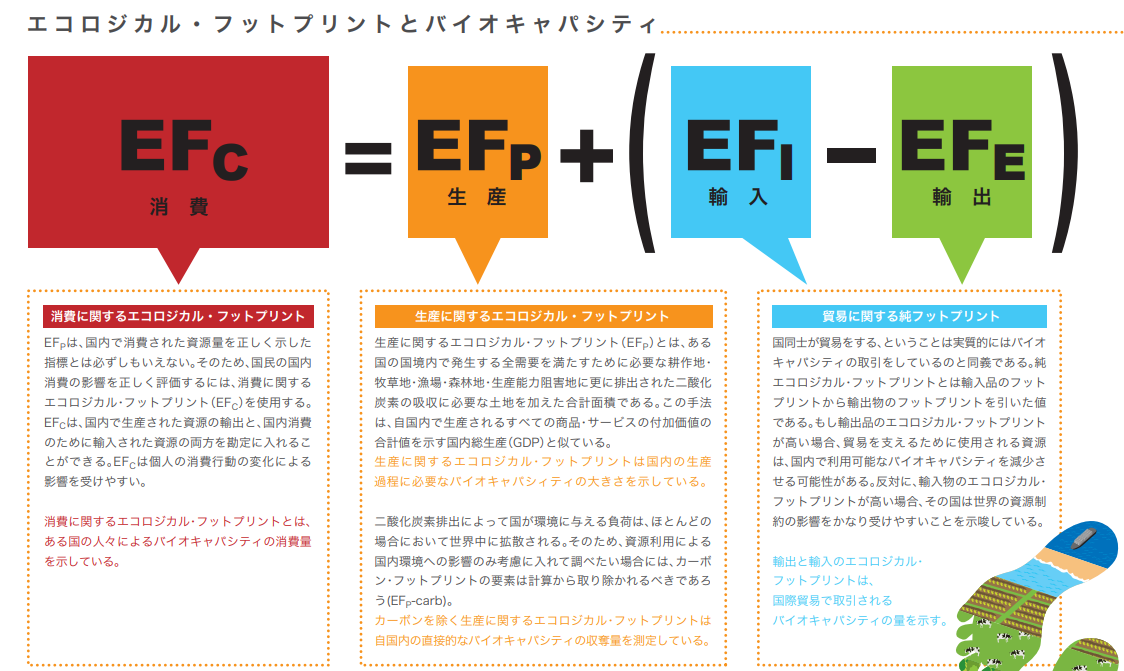 エコロジカル・フットプリントとバイオキャパシティ
EFC
消 費
=
EFP
生 産
+
(
EFI
輸 入
−
EFE
輸 出
)
消費に関するエコロジカル・フットプリント
EFPは、国内で消費された資源量を正しく示した
指標とは必ずしもいえない。そのため、国民の国内
消費の影響を正しく評価するには、消費に関する
エコロジカル・フットプリント(EFC)を使用する。
EFCは、国内で生産された資源の輸出と、国内消費
のために輸入された資源の両方を勘定に入れるこ
とができる。EFCは個人の消費行動の変化による
影響を受けやすい。
消費に関するエコロジカル・フットプリントとは、
ある国の人々によるバイオキャパシティの消費量
を示している。
生産に関するエコロジカル・フットプリント
生産に関するエコロジカル・フットプリント(EFP)とは、ある
国の国境内で発生する全需要を満たすために必要な耕作地・
牧草地・漁場・森林地・生産能力阻害地に更に排出された二酸化
炭素の吸収に必要な土地を加えた合計面積である。この手法
は、自国内で生産されるすべての商品・サービスの付加価値の
合計値を示す国内総生産(GDP)と似ている。
生産に関するエコロジカル・フットプリントは国内の生産
過程に必要なバイオキャパシィティの大きさを示している。
二酸化炭素排出によって国が環境に与える負荷は、ほとんどの
場合において世界中に拡散される。そのため、資源利用による
国内環境への影響のみ考慮に入れて調べたい場合には、カーボ
ン・フットプリントの要素は計算から取り除かれるべきであろ
う(EFP-carb)。
カーボンを除く生産に関するエコロジカル・フットプリントは
自国内の直接的なバイオキャパシティの収奪量を測定している。
貿易に関する純フットプリント
国同士が貿易をする、ということは実質的にはバイオ
キャパシティの取引をしているのと同義である。純
エコロジカル・フットプリントとは輸入品のフット
プリントから輸出物のフットプリントを引いた値
である。もし輸出品のエコロジカル・フットプリント
が高い場合、貿易を支えるために使用される資源
は、国内で利用可能なバイオキャパシティを減少さ
せる可能性がある。反対に、輸入物のエコロジカル・
フットプリントが高い場合、その国は世界の資源制
約の影響をかなり受けやすいことを示唆している。
輸出と輸入のエコロジカル・
フットプリントは、
国際貿易で取引される
バイオキャパシティの量を示す。